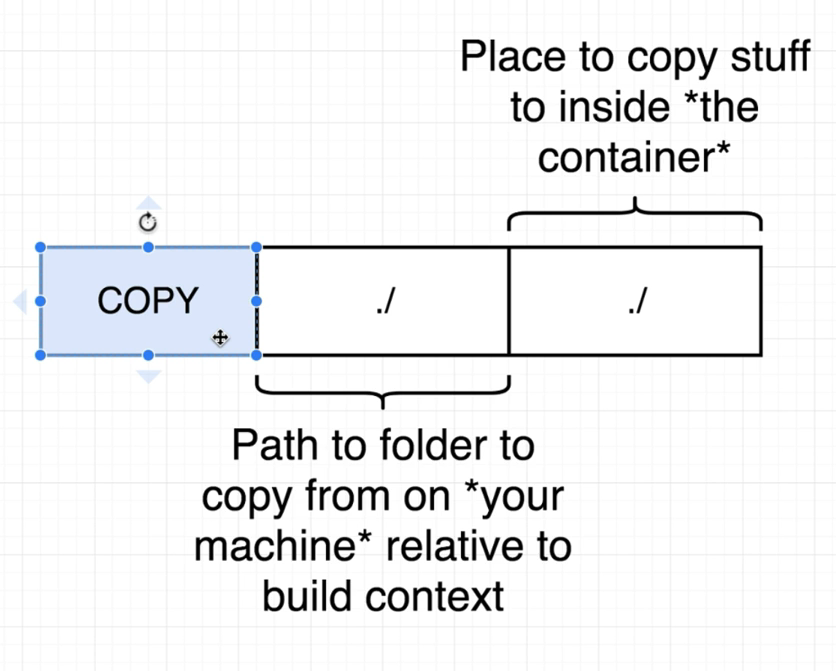 Place to copy stuff
to inside *the
container*
COPY
./
./
Path to folder to
copy from on *your
machine* relative to
build context